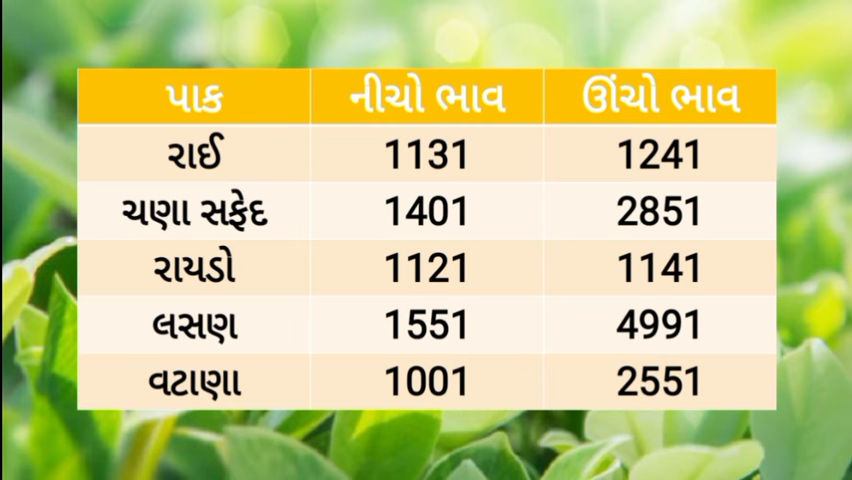 પાક નીચો ભાવ ઊંચો ભાવ
રાઈ 1131 1241
ચણા સફેદ 1401 2851
રાયડો 1121 1141
લસણ 1551 4991
વટાણા 1001 2551